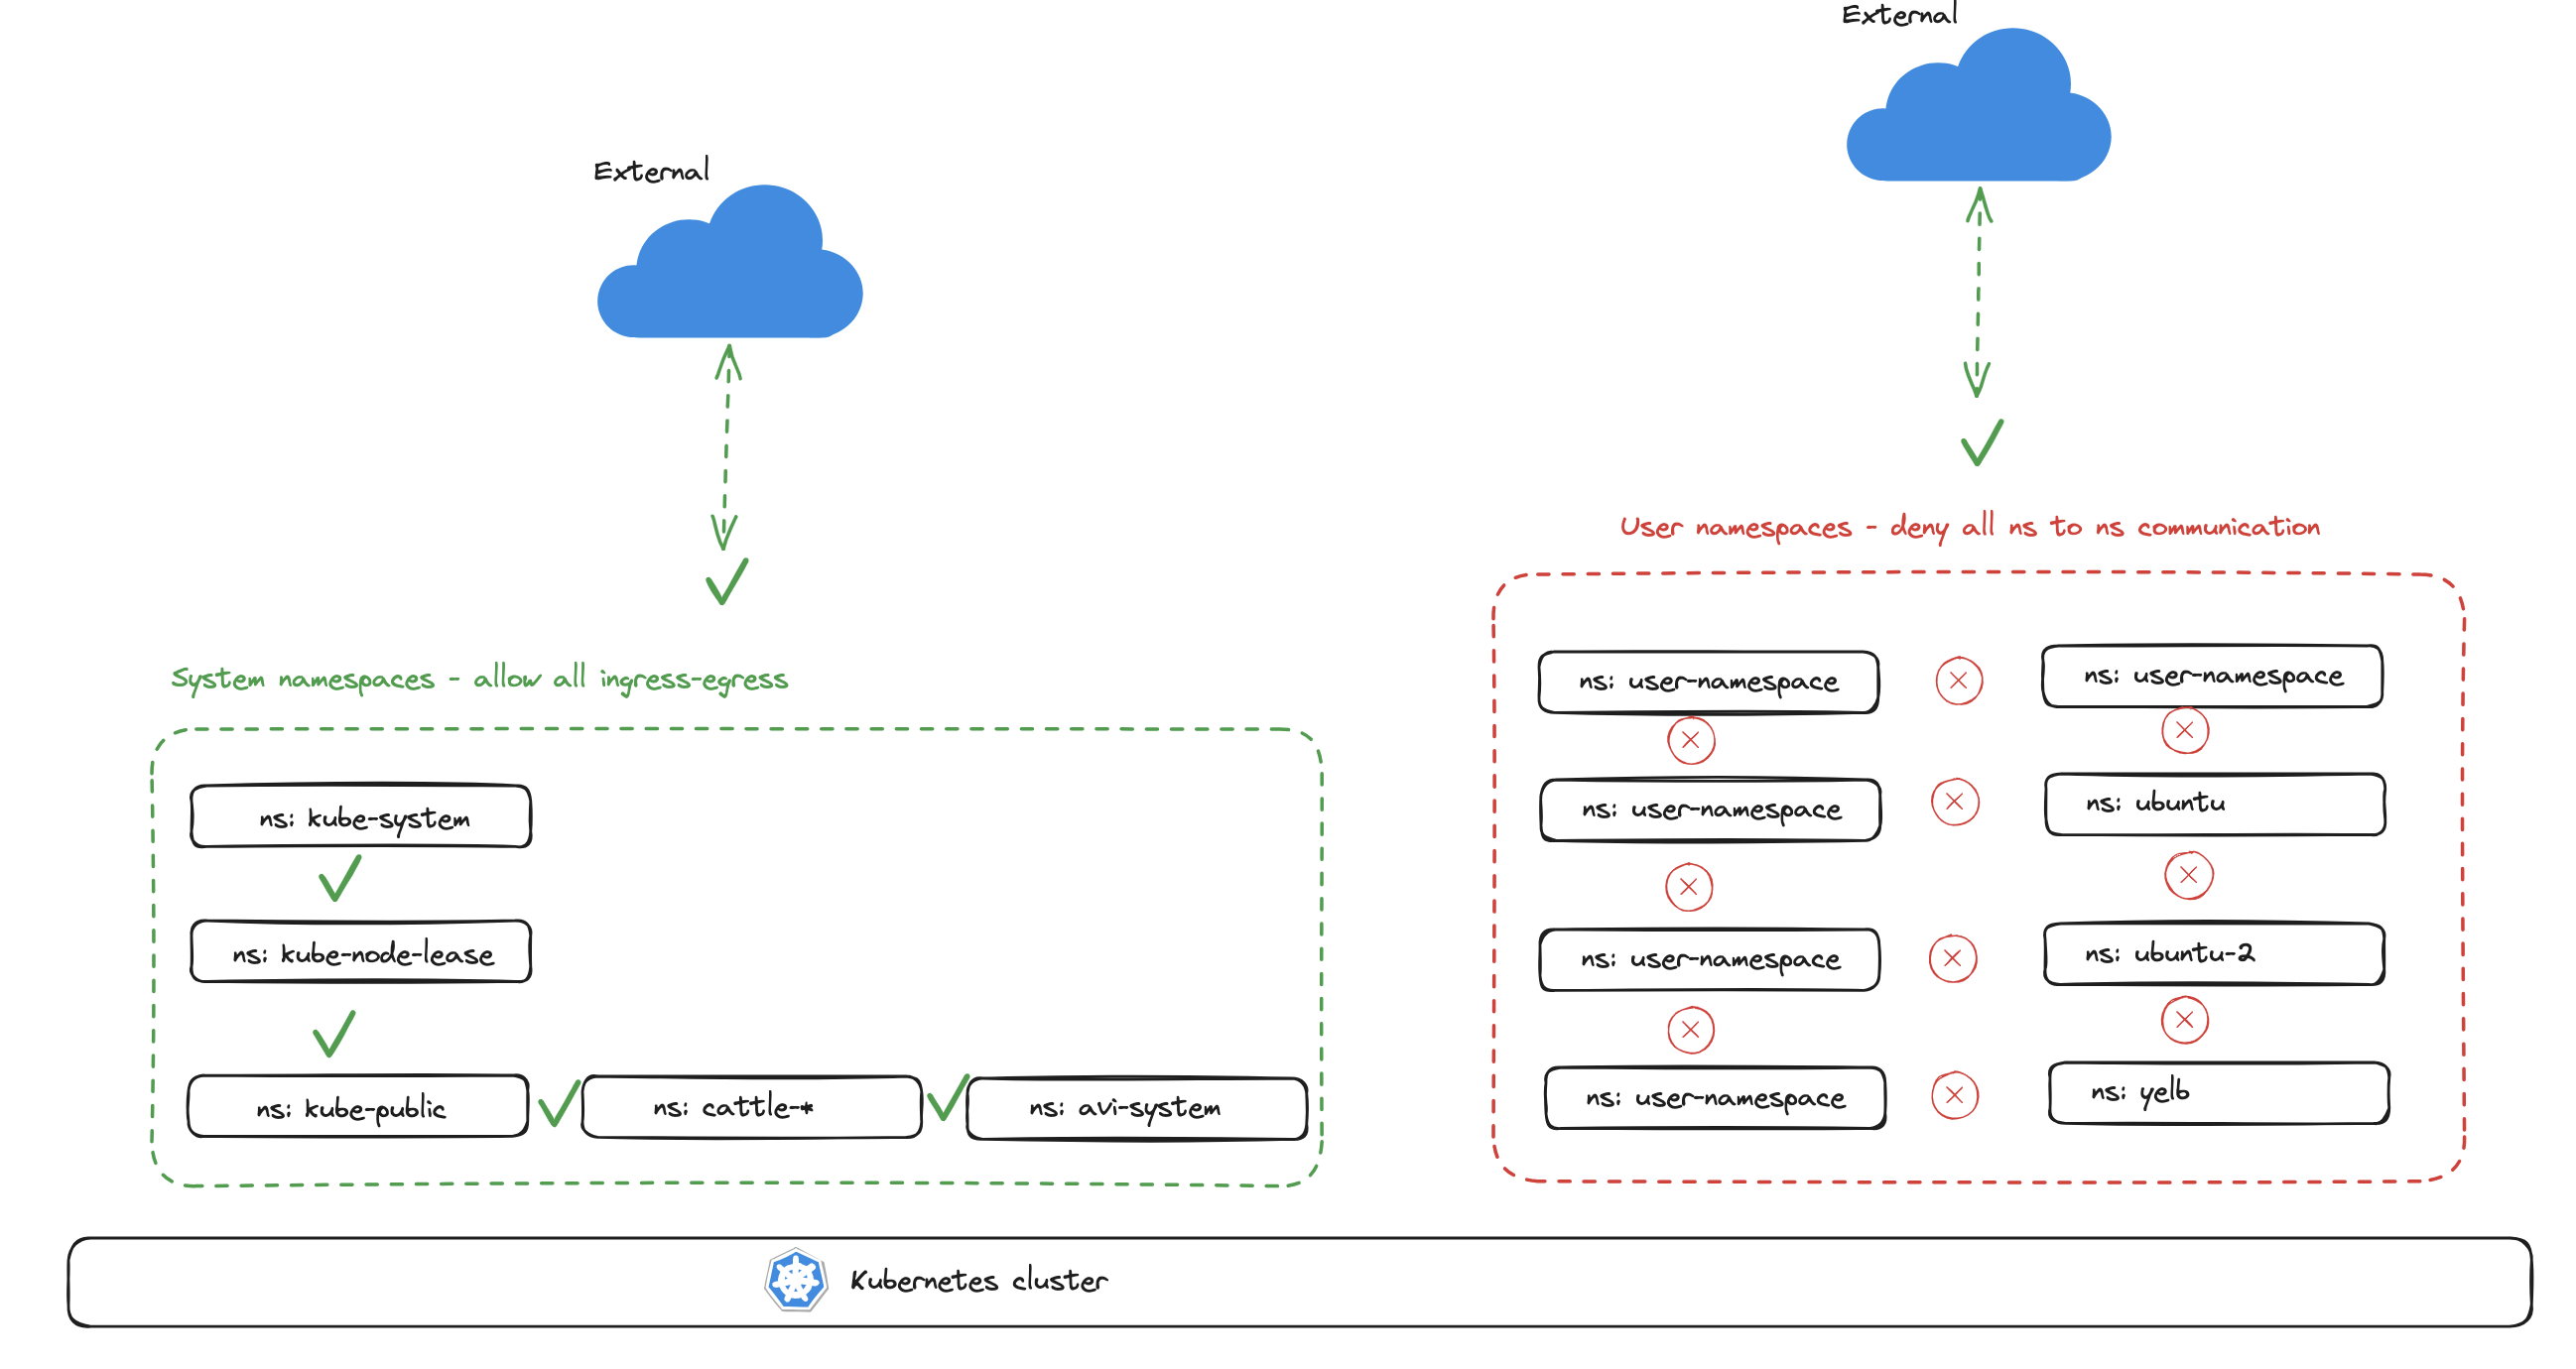 External
External
User namespaces - deny all ns to ns communication
System namespaces - allow all ingress-egress
ns: kube-system
ns: kube-node-lease
ns: kube-public
ns: cattle-*
ns: avi-system
ns: user-namespace
ns: user-namespace
ns: user-namespace
ns: ubuntu
ns: user-namespace
ns: ubuntu-2
ns: user-namespace
ns: yelb
Kubernetes cluster